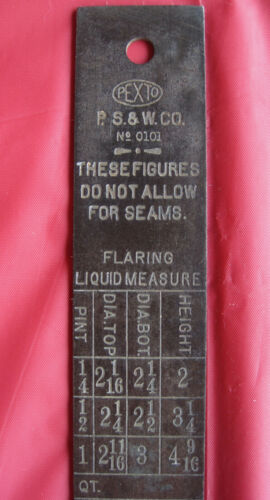 PEXTO
P. S. & W. CO.
No 0101
THESE FIGURES
DO NOT ALLOW
FOR SEAMS.
FLARING
LIQUID MEASURE
PINT DIA.TOP DIA.BOT. HEIGHT
1/4 2 1/16 2 1/4 2
1/2 2 1/4 2 1/2 3 1/4
1 2 11/16 3 4 9/16
QT.